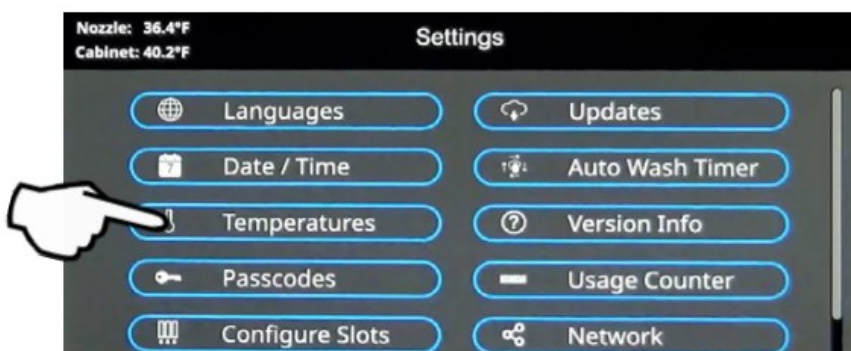 Nozzle: 36.4°F
Cabinet: 40.2°F
Settings
Languages
Updates
7
Date / Time
Auto Wash Timer
Temperatures
? Version Info
Passcodes
Usage Counter
Configure Slots
Network